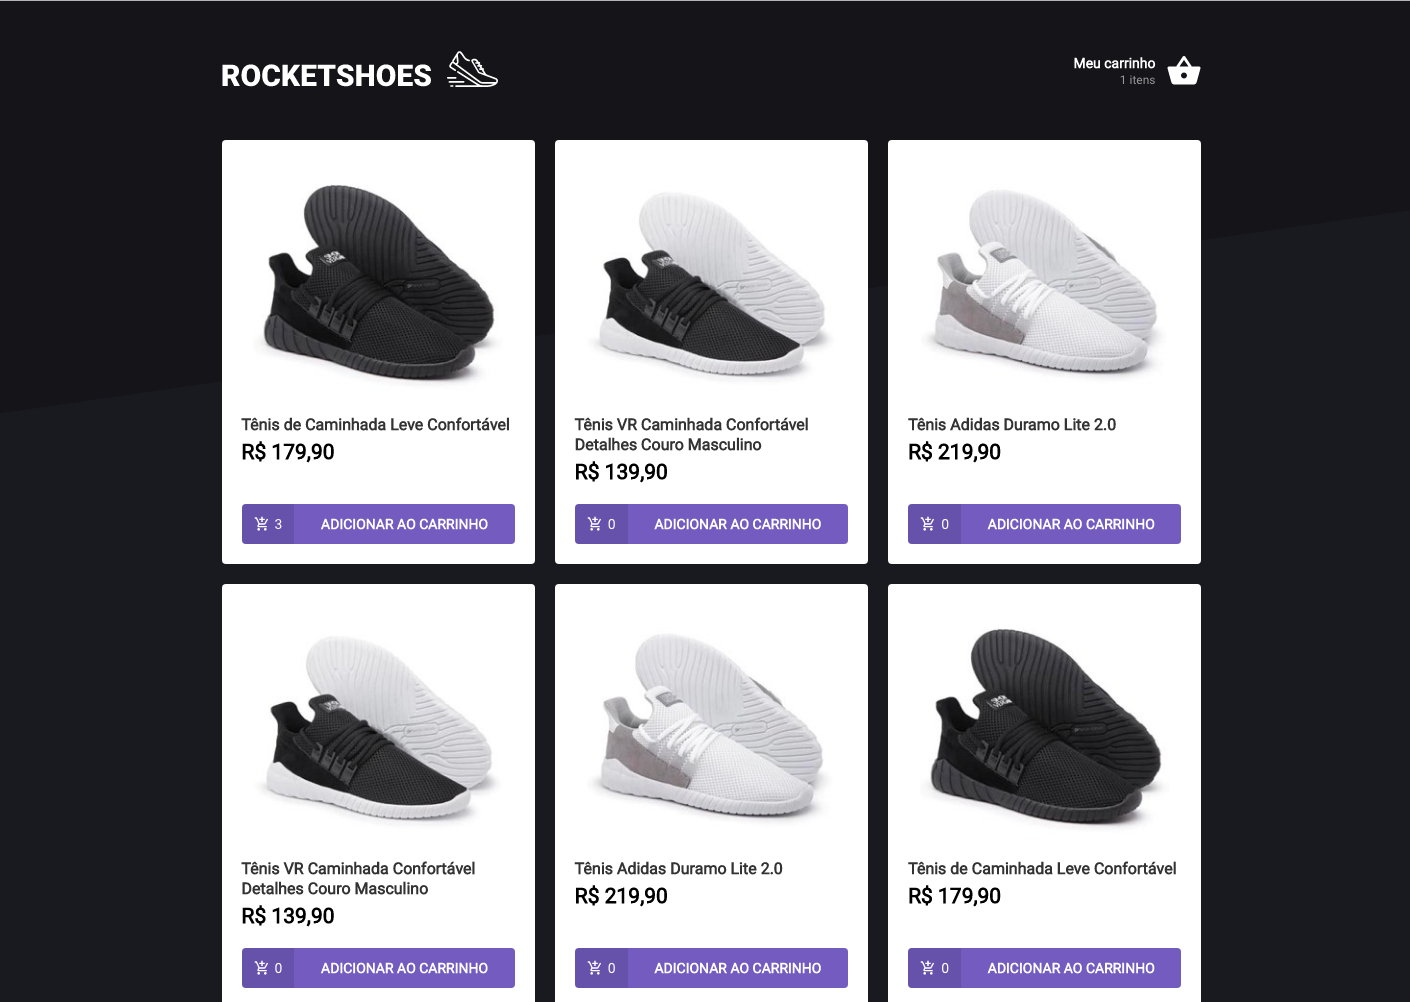 ROCKETSHOES
Meu carrinho
1 itens
Tênis de Caminhada Leve Confortável
R$ 179,90
3 ADICIONAR AO CARRINHO
Tênis VR Caminhada Confortável
Detalhes Couro Masculino
R$ 139,90
0 ADICIONAR AO CARRINHO
Tênis Adidas Duramo Lite 2.0
R$ 219,90
0 ADICIONAR AO CARRINHO
Tênis VR Caminhada Confortável
Detalhes Couro Masculino
R$ 139,90
0 ADICIONAR AO CARRINHO
Tênis Adidas Duramo Lite 2.0
R$ 219,90
0 ADICIONAR AO CARRINHO
Tênis de Caminhada Leve Confortável
R$ 179,90
0 ADICIONAR AO CARRINHO